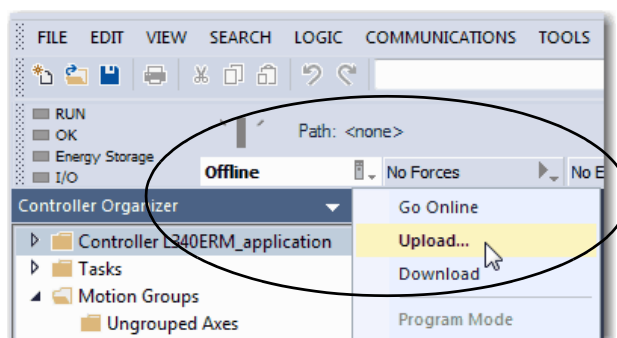 FILE EDIT VIEW SEARCH LOGIC COMMUNICATIONS TOOLS
RUN
OK
Energy Storage
I/O
Path: <none>
Offline
No Forces
No E
Controller Organizer
Controller L340ERM_application
Tasks
Motion Groups
Ungrouped Axes
Go Online
Upload...
Download
Program Mode